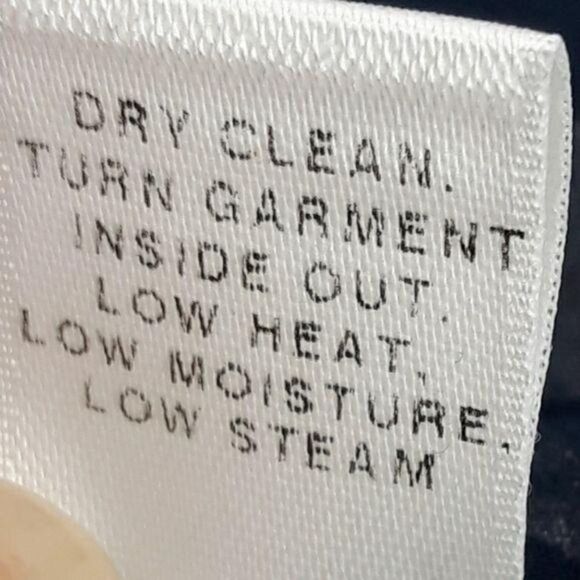 DRY CLEAN.
TURN GARMENT
INSIDE OUT.
LOW HEAT,
LOW MOISTURE.
LOW STEAM